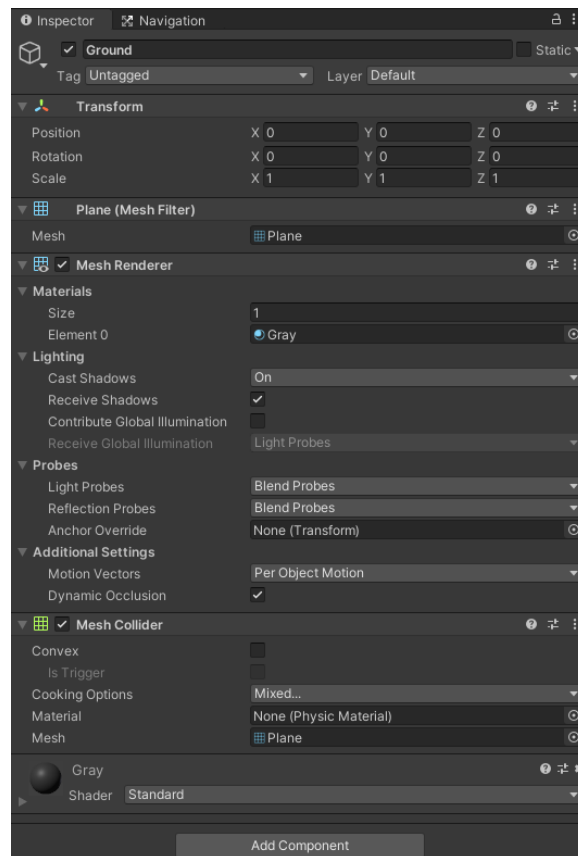 Inspector Navigation
Ground Static
Tag Untagged Layer Default
Transform
Position X 0 Y 0 Z 0
Rotation X 0 Y 0 Z 0
Scale X 1 Y 1 Z 1
Plane (Mesh Filter)
Mesh Plane
Mesh Renderer
Materials
Size 1
Element 0 Gray
Lighting
Cast Shadows On
Receive Shadows
Contribute Global Illumination
Receive Global Illumination Light Probes
Probes
Light Probes Blend Probes
Reflection Probes Blend Probes
Anchor Override None (Transform)
Additional Settings
Motion Vectors Per Object Motion
Dynamic Occlusion
Mesh Collider
Convex
Is Trigger
Cooking Options Mixed...
Material None (Physic Material)
Mesh Plane
Gray
Shader Standard
Add Component